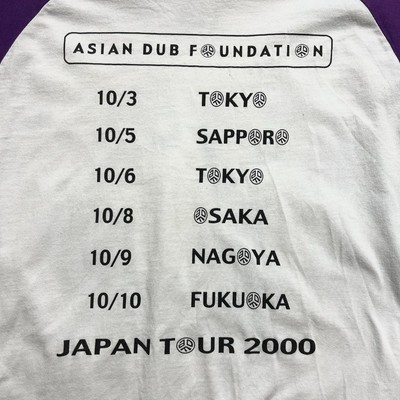 ASIAN DUB FOUNDATION
10/3 TOKYO
10/5 SAPPORO
10/6 TOKYO
10/8 OSAKA
10/9 NAGOYA
10/10 FUKUOKA
JAPAN TOUR 2000